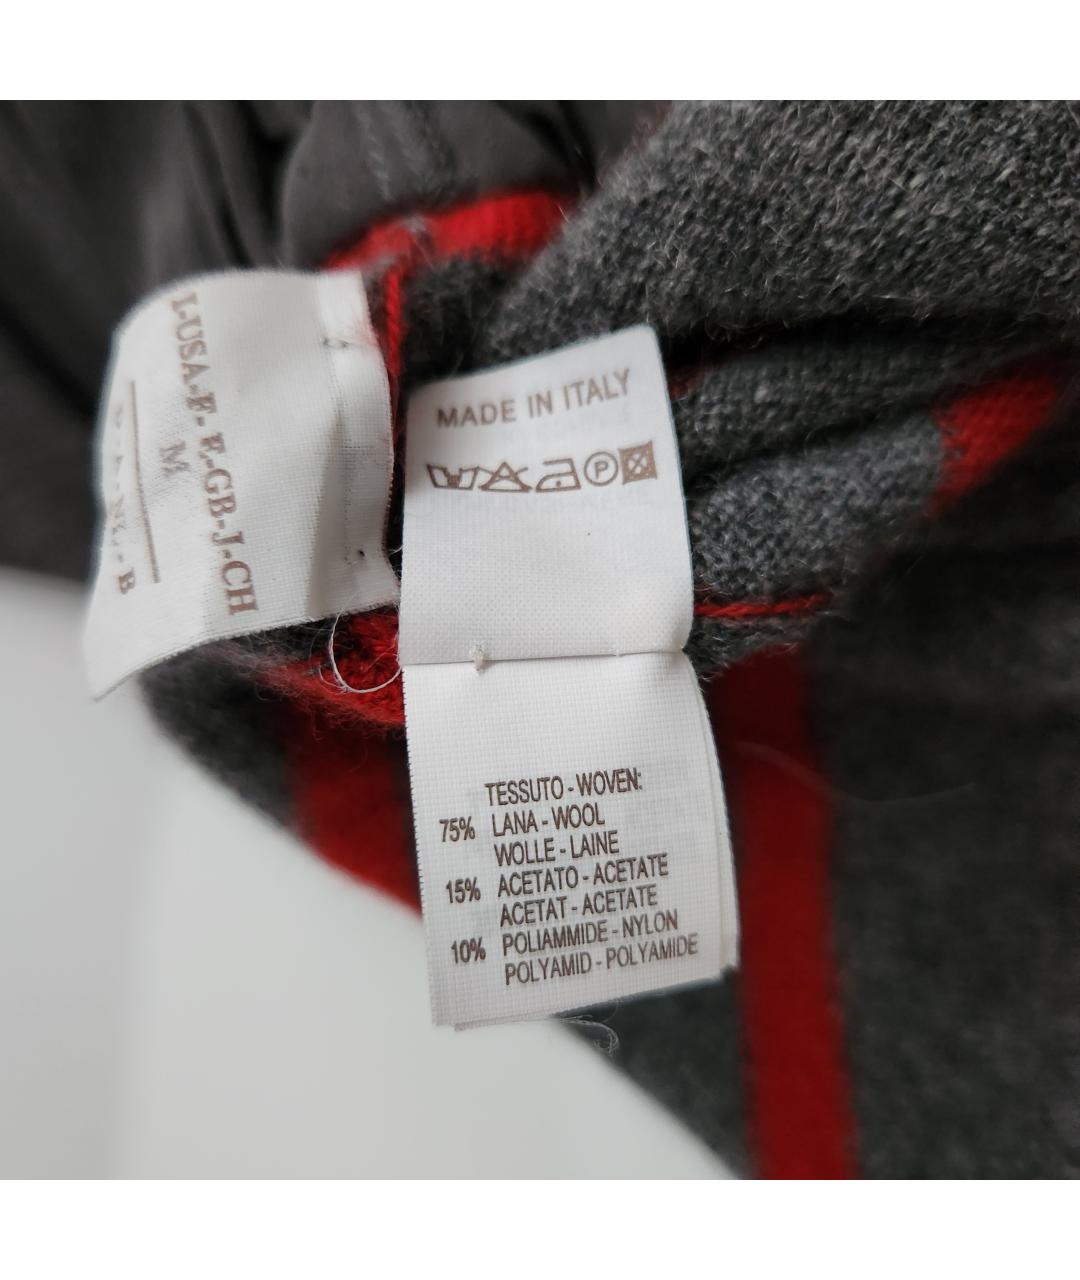 I-USA-F-E-GB-J-CH
M
MADE IN ITALY
P
TESSUTO - WOVEN:
75% LANA - WOOL
WOLLE - LAINE
15% ACETATO - ACETATE
ACETAT - ACETATE
10% POLIAMMIDE - NYLON
POLYAMID - POLYAMIDE